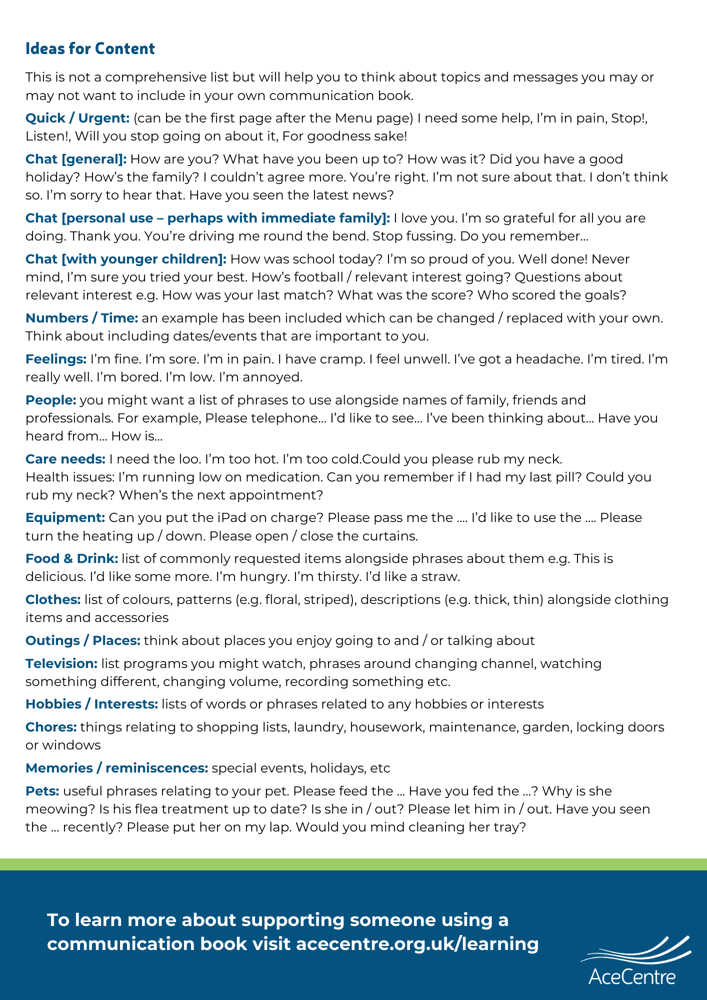 Ideas for Content
This is not a comprehensive list but will help you to think about topics and messages you may or
may not want to include in your own communication book.
Quick / Urgent: (can be the first page after the Menu page) I need some help, I’m in pain, Stop!,
Listen!, Will you stop going on about it, For goodness sake!
Chat [general]: How are you? What have you been up to? How was it? Did you have a good
holiday? How’s the family? I couldn’t agree more. You’re right. I’m not sure about that. I don’t think
so. I’m sorry to hear that. Have you seen the latest news?
Chat [personal use – perhaps with immediate family]: I love you. I’m so grateful for all you are
doing. Thank you. You’re driving me round the bend. Stop fussing. Do you remember…
Chat [with younger children]: How was school today? I’m so proud of you. Well done! Never
mind, I’m sure you tried your best. How’s football / relevant interest going? Questions about
relevant interest e.g. How was your last match? What was the score? Who scored the goals?
Numbers / Time: an example has been included which can be changed / replaced with your own.
Think about including dates/events that are important to you.
Feelings: I’m fine. I’m sore. I’m in pain. I have cramp. I feel unwell. I’ve got a headache. I’m tired. I’m
really well. I’m bored. I’m low. I’m annoyed.
People: you might want a list of phrases to use alongside names of family, friends and
professionals. For example, Please telephone… I’d like to see… I’ve been thinking about… Have you
heard from… How is…
Care needs: I need the loo. I’m too hot. I’m too cold.Could you please rub my neck.
Health issues: I’m running low on medication. Can you remember if I had my last pill? Could you
rub my neck? When’s the next appointment?
Equipment: Can you put the iPad on charge? Please pass me the …. I’d like to use the …. Please
turn the heating up / down. Please open / close the curtains.
Food & Drink: list of commonly requested items alongside phrases about them e.g. This is
delicious. I’d like some more. I’m hungry. I’m thirsty. I’d like a straw.
Clothes: list of colours, patterns (e.g. floral, striped), descriptions (e.g. thick, thin) alongside clothing
items and accessories
Outings / Places: think about places you enjoy going to and / or talking about
Television: list programs you might watch, phrases around changing channel, watching
something different, changing volume, recording something etc.
Hobbies / Interests: lists of words or phrases related to any hobbies or interests
Chores: things relating to shopping lists, laundry, housework, maintenance, garden, locking doors
or windows
Memories / reminiscences: special events, holidays, etc
Pets: useful phrases relating to your pet. Please feed the … Have you fed the …? Why is she
meowing? Is his flea treatment up to date? Is she in / out? Please let him in / out. Have you seen
the … recently? Please put her on my lap. Would you mind cleaning her tray?
To learn more about supporting someone using a
communication book visit acecentre.org.uk/learning
AceCentre